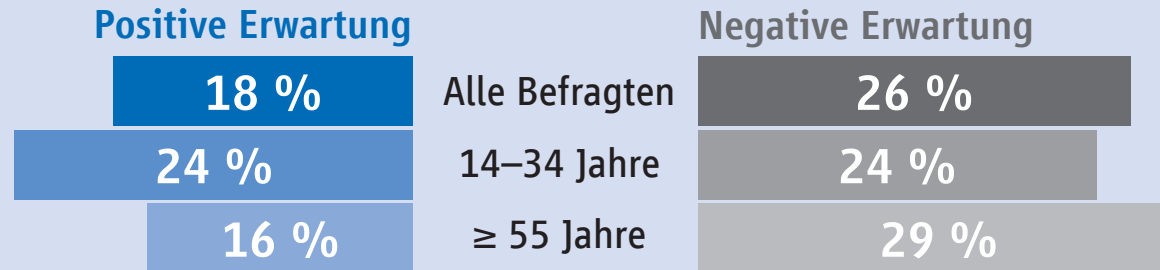 Positive Erwartung Negative Erwartung
18 % Alle Befragten 26 %
24 % 14–34 Jahre 24 %
16 % ≥ 55 Jahre 29 %